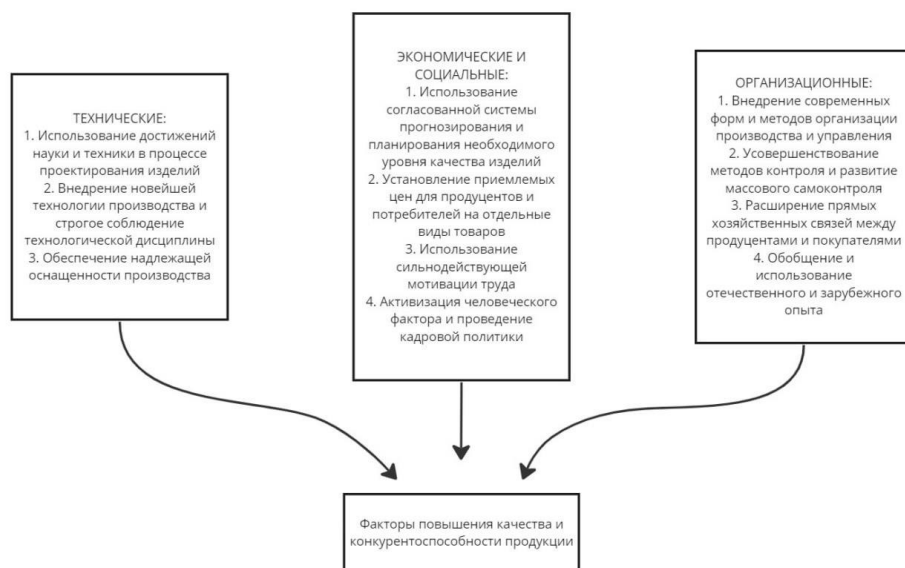 ТЕХНИЧЕСКИЕ:
1. Использование достижений
науки и техники в процессе
проектирования изделий
2. Внедрение новейшей
технологии производства и
строгое соблюдение
технологической дисциплины
3. Обеспечение надлежащей
оснащенности производства
ЭКОНОМИЧЕСКИЕ И
СОЦИАЛЬНЫЕ:
1. Использование
согласованной системы
прогнозирования и
планирования необходимого
уровня качества изделий
2. Установление приемлемых
цен для продуцентов и
потребителей на отдельные
виды товаров
3. Использование
сильнодействующей
мотивации труда
4. Активизация человеческого
фактора и проведение
кадровой политики
ОРГАНИЗАЦИОННЫЕ:
1. Внедрение современных
форм и методов организации
производства и управления
2. Усовершенствование
методов контроля и развитие
массового самоконтроля
3. Расширение прямых
хозяйственных связей между
продуцентами и покупателями
4. Обобщение и
использование
отечественного и зарубежного
опыта
Факторы повышения качества и
конкурентоспособности продукции